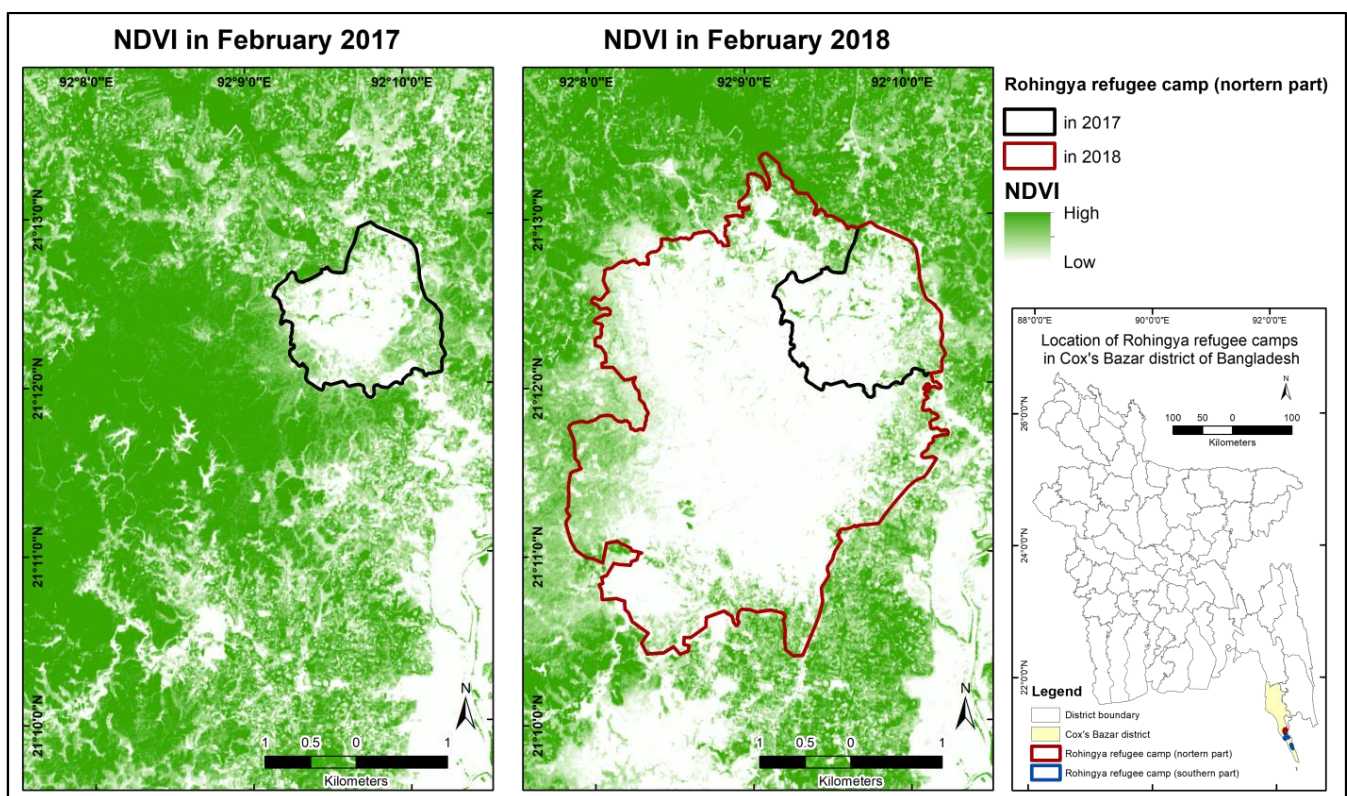 NDVI in February 2017
92°8'0"E
92°9'0"E
92°10'0"E
21°13'0"N
21°12'0"N
21°11'0"N
21°10'0"N
N
1 0.5 0 1
Kilometers
NDVI in February 2018
92°8'0"E
92°9'0"E
92°10'0"E
21°13'0"N
21°12'0"N
21°11'0"N
21°10'0"N
N
1 0.5 0 1
Kilometers
Rohingya refugee camp (nortern part)
in 2017
in 2018
NDVI
High
Low
88°0'0"E
90°0'0"E
92°0'0"E
Location of Rohingya refugee camps
in Cox's Bazar district of Bangladesh
N
100 50 0 100
Kilometers
26°0'0"N
24°0'0"N
22°0'0"N
Legend
District boundary
Cox's Bazar district
Rohingya refugee camp (nortern part)
Rohingya refugee camp (southern part)